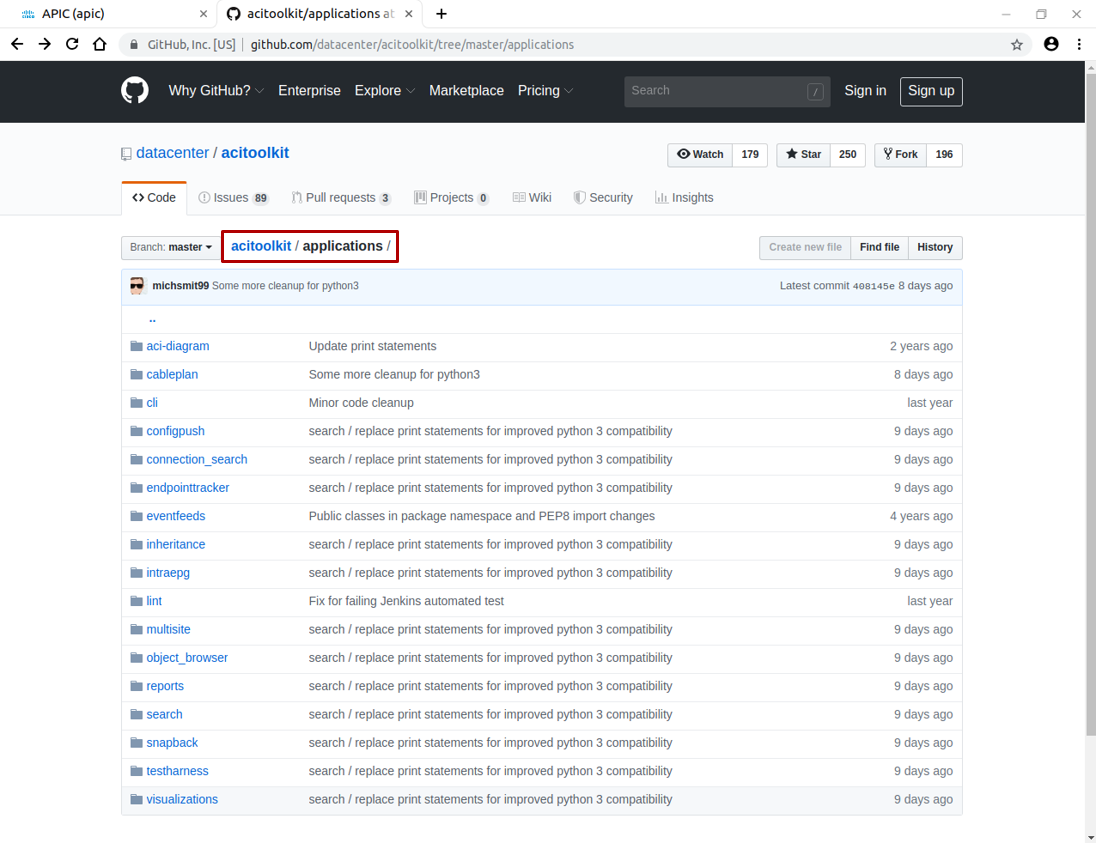 APIC (apic)
acitoolkit/applications at
GitHub, Inc. [US] | github.com/datacenter/acitoolkit/tree/master/applications
Why GitHub? Enterprise Explore Marketplace Pricing Search / Sign in Sign up
datacenter / acitoolkit Watch 179 Star 250 Fork 196
<> Code Issues 89 Pull requests 3 Projects 0 Wiki Security Insights
Branch: master acitoolkit / applications / Create new file Find file History
michsmit99 Some more cleanup for python3 Latest commit 408145e 8 days ago
..
aci-diagram Update print statements 2 years ago
cableplan Some more cleanup for python3 8 days ago
cli Minor code cleanup last year
configpush search / replace print statements for improved python 3 compatibility 9 days ago
connection_search search / replace print statements for improved python 3 compatibility 9 days ago
endpointtracker search / replace print statements for improved python 3 compatibility 9 days ago
eventfeeds Public classes in package namespace and PEP8 import changes 4 years ago
inheritance search / replace print statements for improved python 3 compatibility 9 days ago
intraepg search / replace print statements for improved python 3 compatibility 9 days ago
lint Fix for failing Jenkins automated test last year
multisite search / replace print statements for improved python 3 compatibility 9 days ago
object_browser search / replace print statements for improved python 3 compatibility 9 days ago
reports search / replace print statements for improved python 3 compatibility 9 days ago
search search / replace print statements for improved python 3 compatibility 9 days ago
snapback search / replace print statements for improved python 3 compatibility 9 days ago
testharness search / replace print statements for improved python 3 compatibility 9 days ago
visualizations search / replace print statements for improved python 3 compatibility 9 days ago